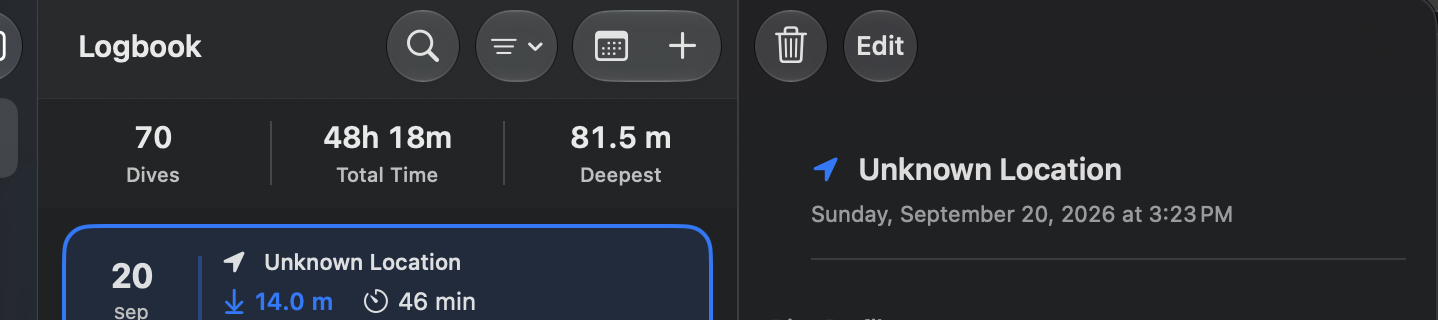 Logbook
Edit
70
48h 18m
81.5 m
Dives
Total Time
Deepest
Unknown Location
Sunday, September 20, 2026 at 3:23 PM
20
Sep
Unknown Location
14.0 m
46 min